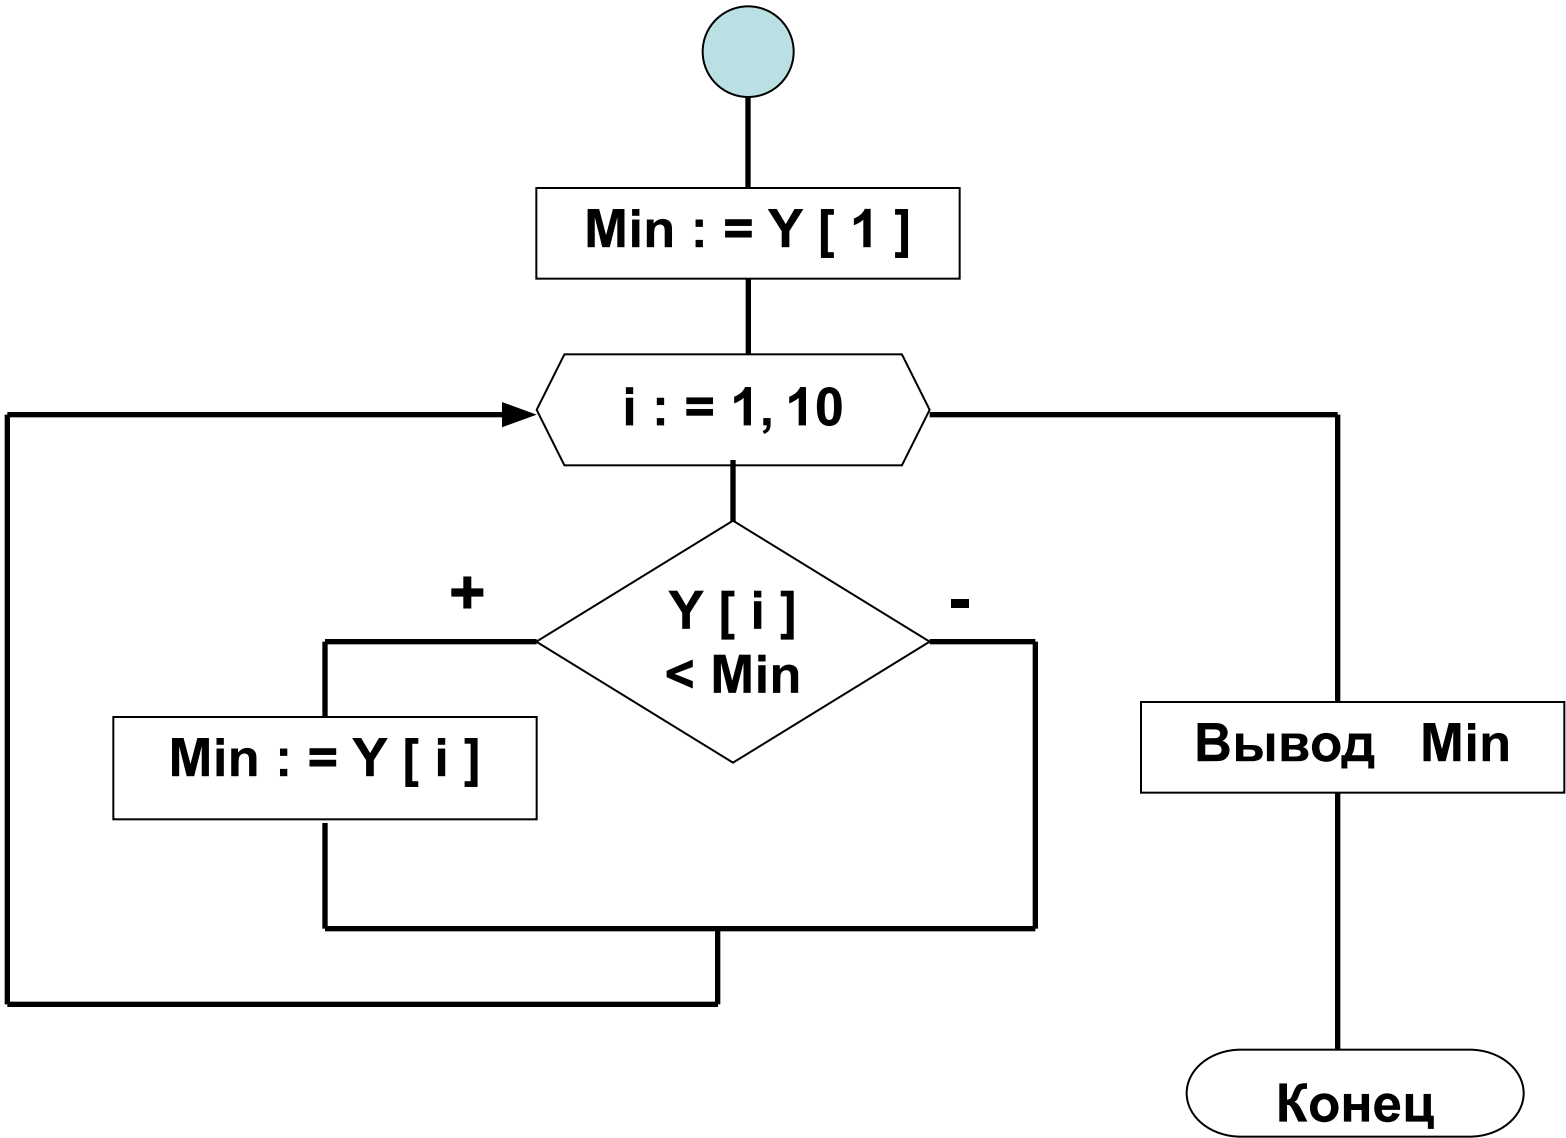 Min : = Y [ 1 ]
i : = 1, 10
+
-
Y [ i ]
< Min
Min : = Y [ i ]
Вывод Min
Конец